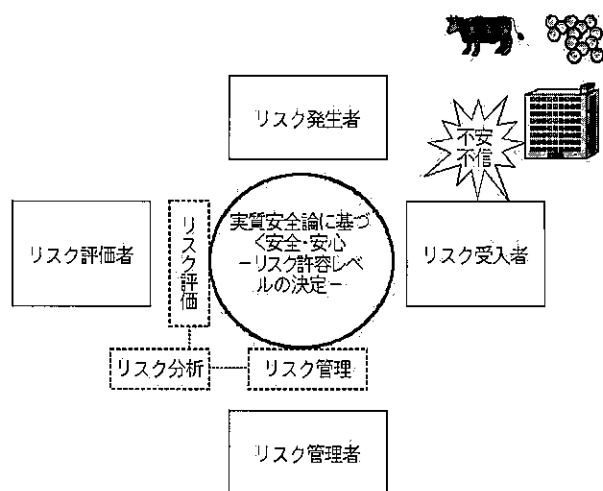 リスク発生者
不安
不信
リスク評価者
リスク評価
実質安全論に基づ
く安全・安心
－リスク許容レベ
ルの決定－
リスク受入者
リスク分析
リスク管理
リスク管理者